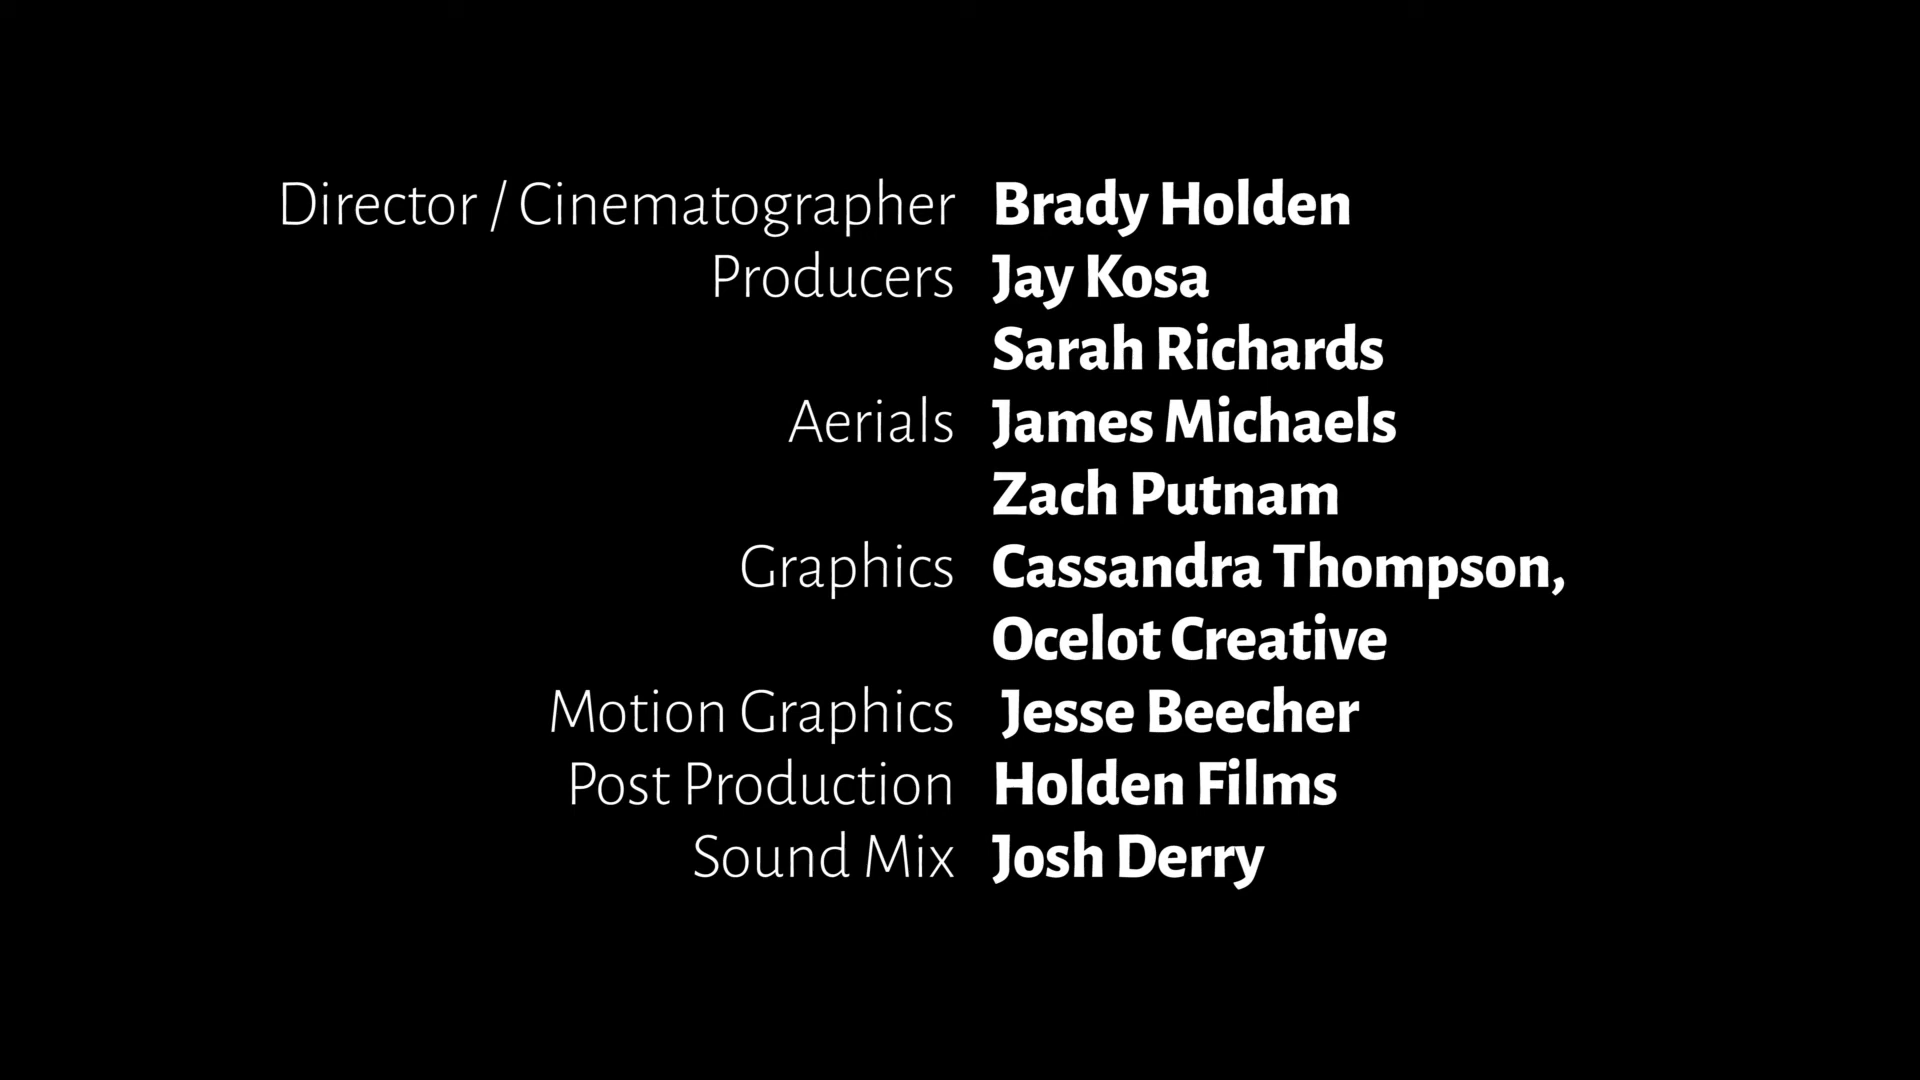 Director / Cinematographer Brady Holden
Producers Jay Kosa
Sarah Richards
Aerials James Michaels
Zach Putnam
Graphics Cassandra Thompson,
Ocelot Creative
Motion Graphics Jesse Beecher
Post Production Holden Films
Sound Mix Josh Derry